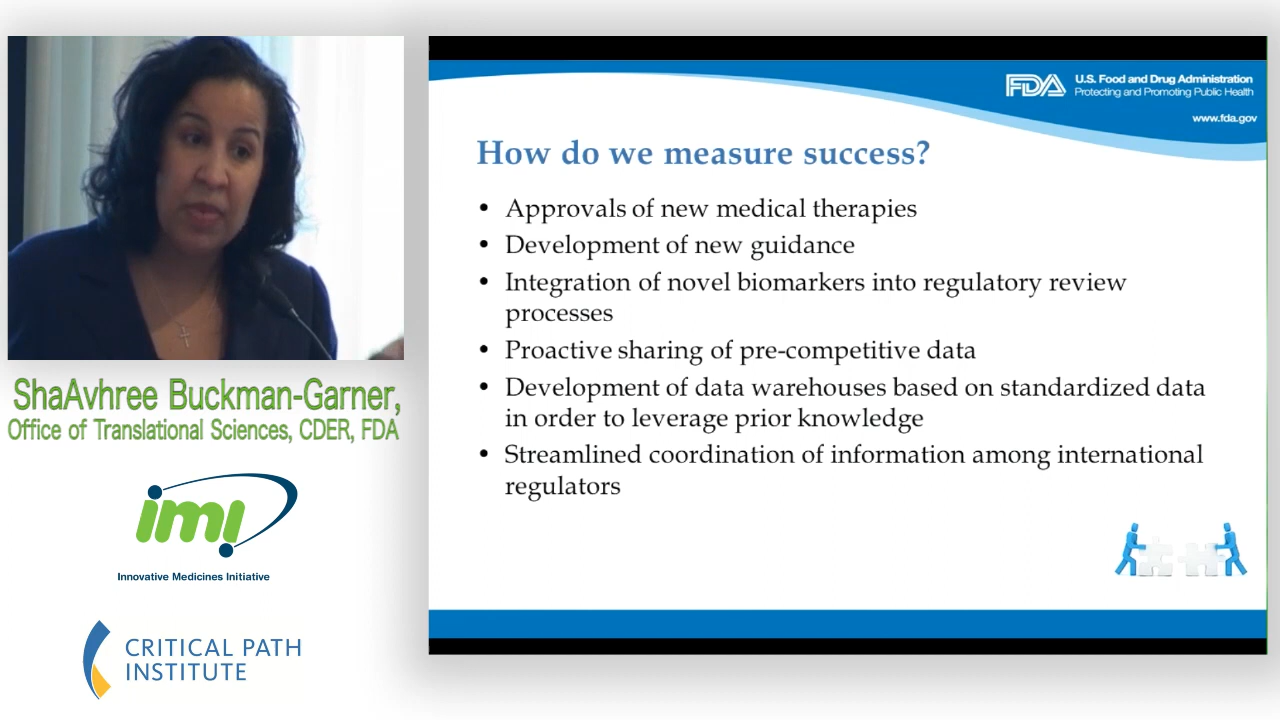 FDA
U.S. Food and Drug Administration
Protecting and Promoting Public Health
www.fda.gov
How do we measure success?
• Approvals of new medical therapies
• Development of new guidance
• Integration of novel biomarkers into regulatory review
processes
• Proactive sharing of pre-competitive data
• Development of data warehouses based on standardized data
in order to leverage prior knowledge
• Streamlined coordination of information among international
regulators
ShaAvhree Buckman-Garner,
Office of Translational Sciences, CDER, FDA
imi
Innovative Medicines Initiative
CRITICAL PATH
INSTITUTE